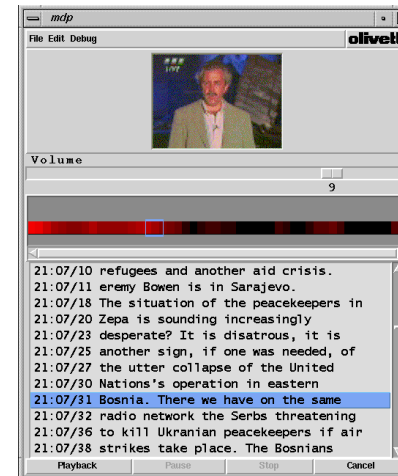 mdp
File Edit Debug
olivett
Volume
9
21:07/10 refugees and another aid crisis.
21:07/11 eremy Bowen is in Sarajevo.
21:07/18 The situation of the peacekeepers in
21:07/20 Zepa is sounding increasingly
21:07/23 desperate? It is disatrous, it is
21:07/25 another sign, if one was needed, of
21:07/27 the utter collapse of the United
21:07/30 Nations's operation in eastern
21:07/31 Bosnia. There we have on the same
21:07/32 radio network the Serbs threatening
21:07/36 to kill Ukranian peacekeepers if air
21:07/38 strikes take place. The Bosnians
Playback Pause Stop Cancel